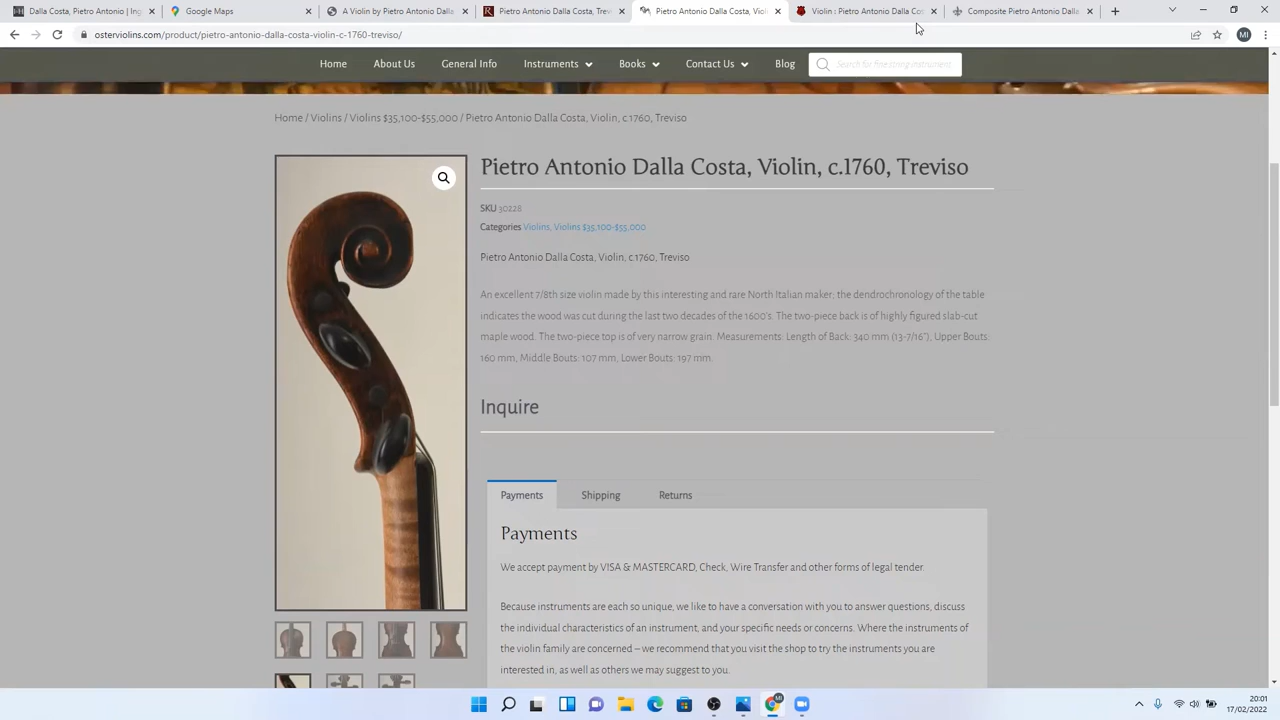 Dalla Costa, Pietro Antonio | Ing
Google Maps
A Violin by Pietro Antonio Dalla
Pietro Antonio Dalla Costa, Trev
Pietro Antonio Dalla Costa, Violin
Violin : Pietro Antonio Dalla Co
Composite Pietro Antonio Dalla
osterviolins.com/product/pietro-antonio-dalla-costa-violin-c-1760-treviso/
MI
Home
About Us
General Info
Instruments
Books
Contact Us
Blog
Search for fine string instruments
Home / Violins / Violins $35,100-$55,000 / Pietro Antonio Dalla Costa, Violin, c.1760, Treviso
Pietro Antonio Dalla Costa, Violin, c.1760, Treviso
SKU 30228
Categories Violins, Violins $35,100-$55,000
Pietro Antonio Dalla Costa, Violin, c.1760, Treviso
An excellent 7/8th size violin made by this interesting and rare North Italian maker; the dendrochronology of the table
indicates the wood was cut during the last two decades of the 1600's. The two-piece back is of highly figured slab-cut
maple wood. The two-piece top is of very narrow grain. Measurements: Length of Back: 340 mm (13-7/16"), Upper Bouts:
160 mm, Middle Bouts: 107 mm, Lower Bouts: 197 mm.
Inquire
Payments
Shipping
Returns
Payments
We accept payment by VISA & MASTERCARD, Check, Wire Transfer and other forms of legal tender.
Because instruments are each so unique, we like to have a conversation with you to answer questions, discuss
the individual characteristics of an instrument, and your specific needs or concerns. Where the instruments of
the violin family are concerned – we recommend that you visit the shop to try the instruments you are
interested in, as well as others we may suggest to you.
MI
20:01
17/02/2022